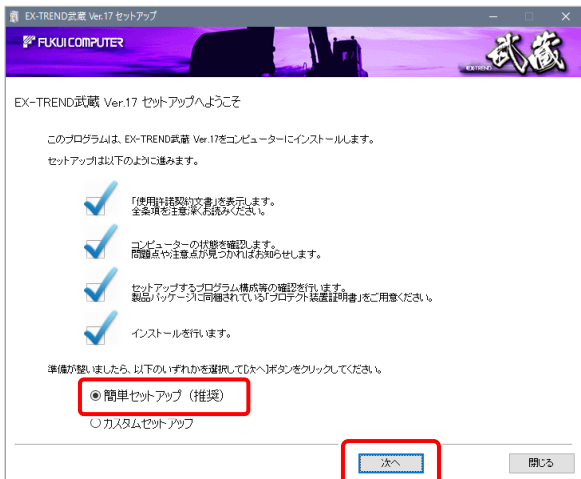 EX-TREND武蔵 Ver.17 セットアップ
FUKUI COMPUTER
武蔵
EX-TREND
EX-TREND武蔵 Ver.17 セットアップへようこそ
このプログラムは、EX-TREND武蔵 Ver.17をコンピューターにインストールします。
セットアップは以下のように進みます。
「使用許諾契約文書」を表示します。
全条項を注意深くお読みください。
コンピューターの状態を確認します。
問題点や注意点が見つかればお知らせします。
セットアップするプログラム構成等の確認を行います。
製品パッケージに同梱されている「プロテクト装置証明書」をご用意ください。
インストールを行います。
準備が整いましたら、以下のいずれかを選択して[次へ]ボタンをクリックしてください。
簡単セットアップ（推奨）
カスタムセットアップ
次へ
閉じる